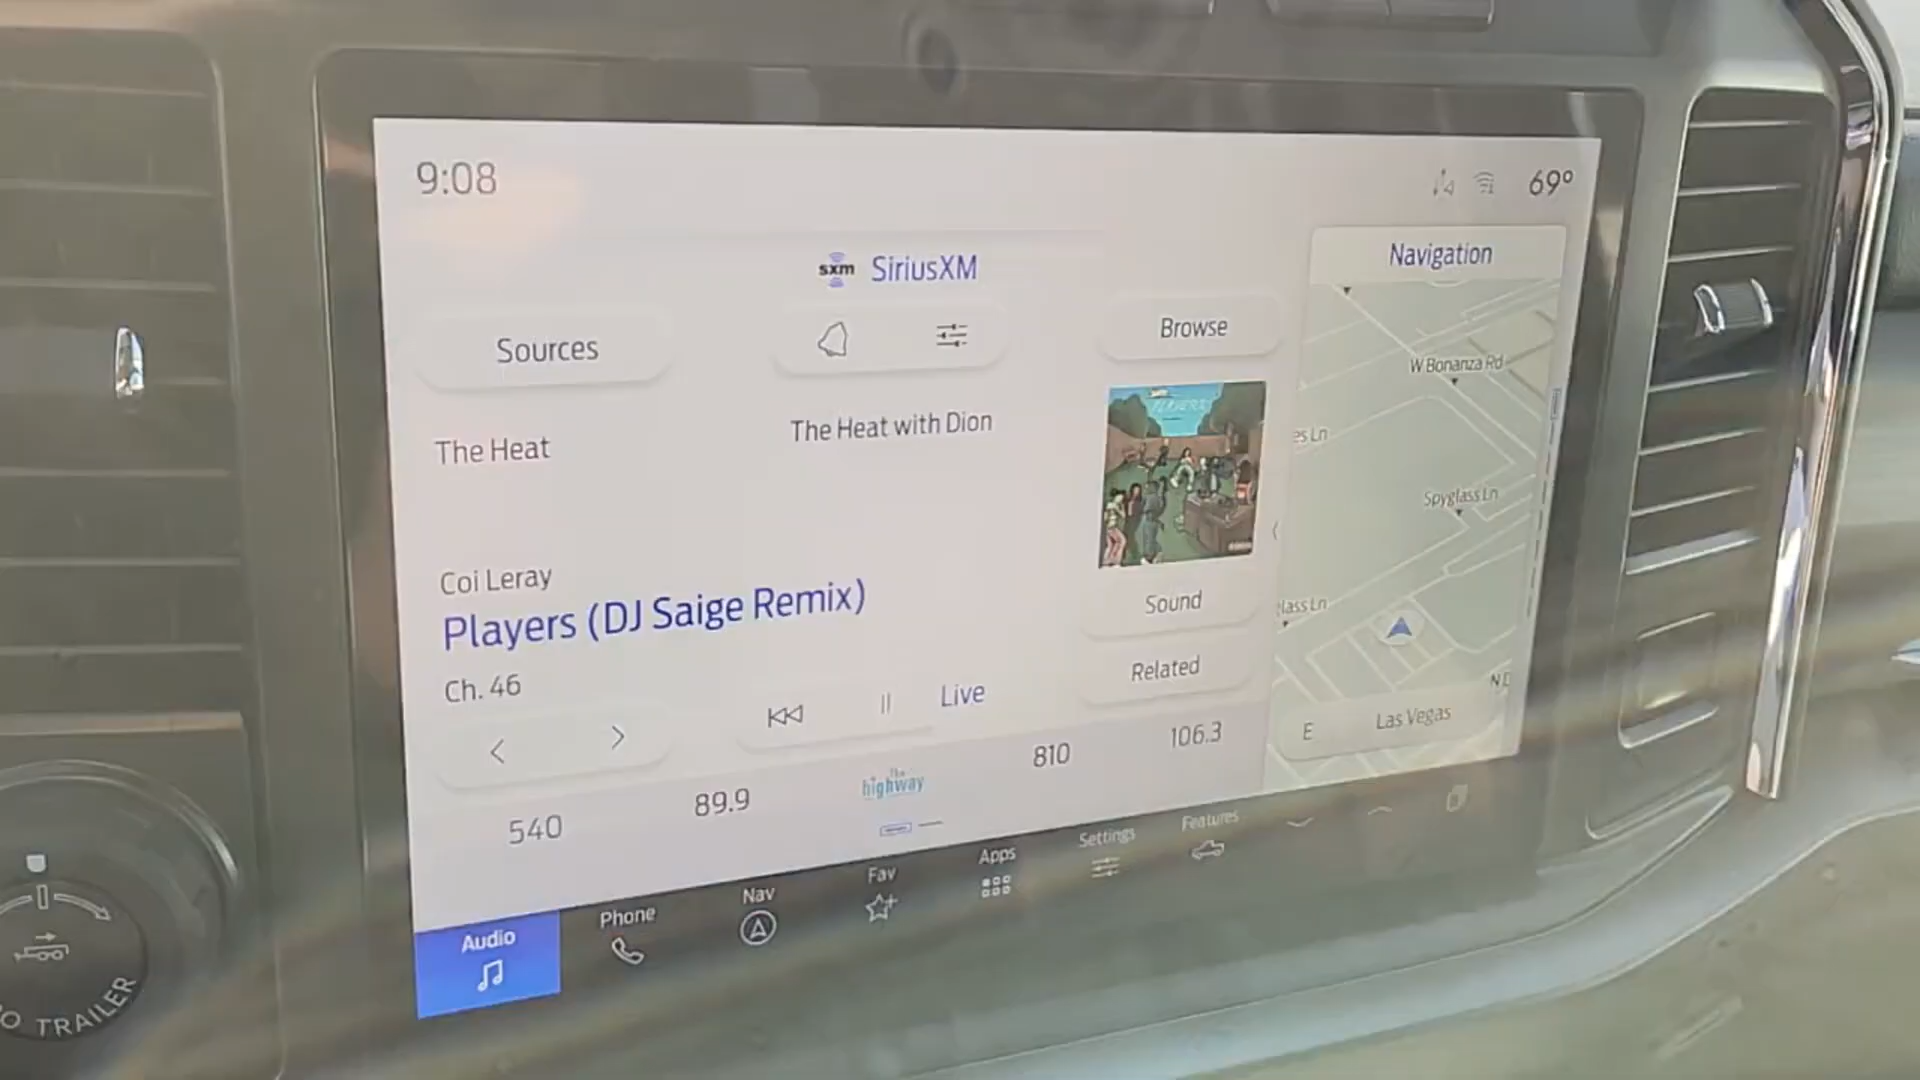 9:08
69°
sxm SiriusXM
Navigation
Sources
Browse
W Bonanza Rd
The Heat
The Heat with Dion
PLAYERS
es Ln
Spyglass Ln
Coi Leray
Players (DJ Saige Remix)
Sound
lass Ln
Ch. 46
Live
Related
N D
E
Las Vegas
540
89.9
The highway
810
106.3
Audio
Phone
Nav
Fav
Apps
Settings
Features
O TRAILER